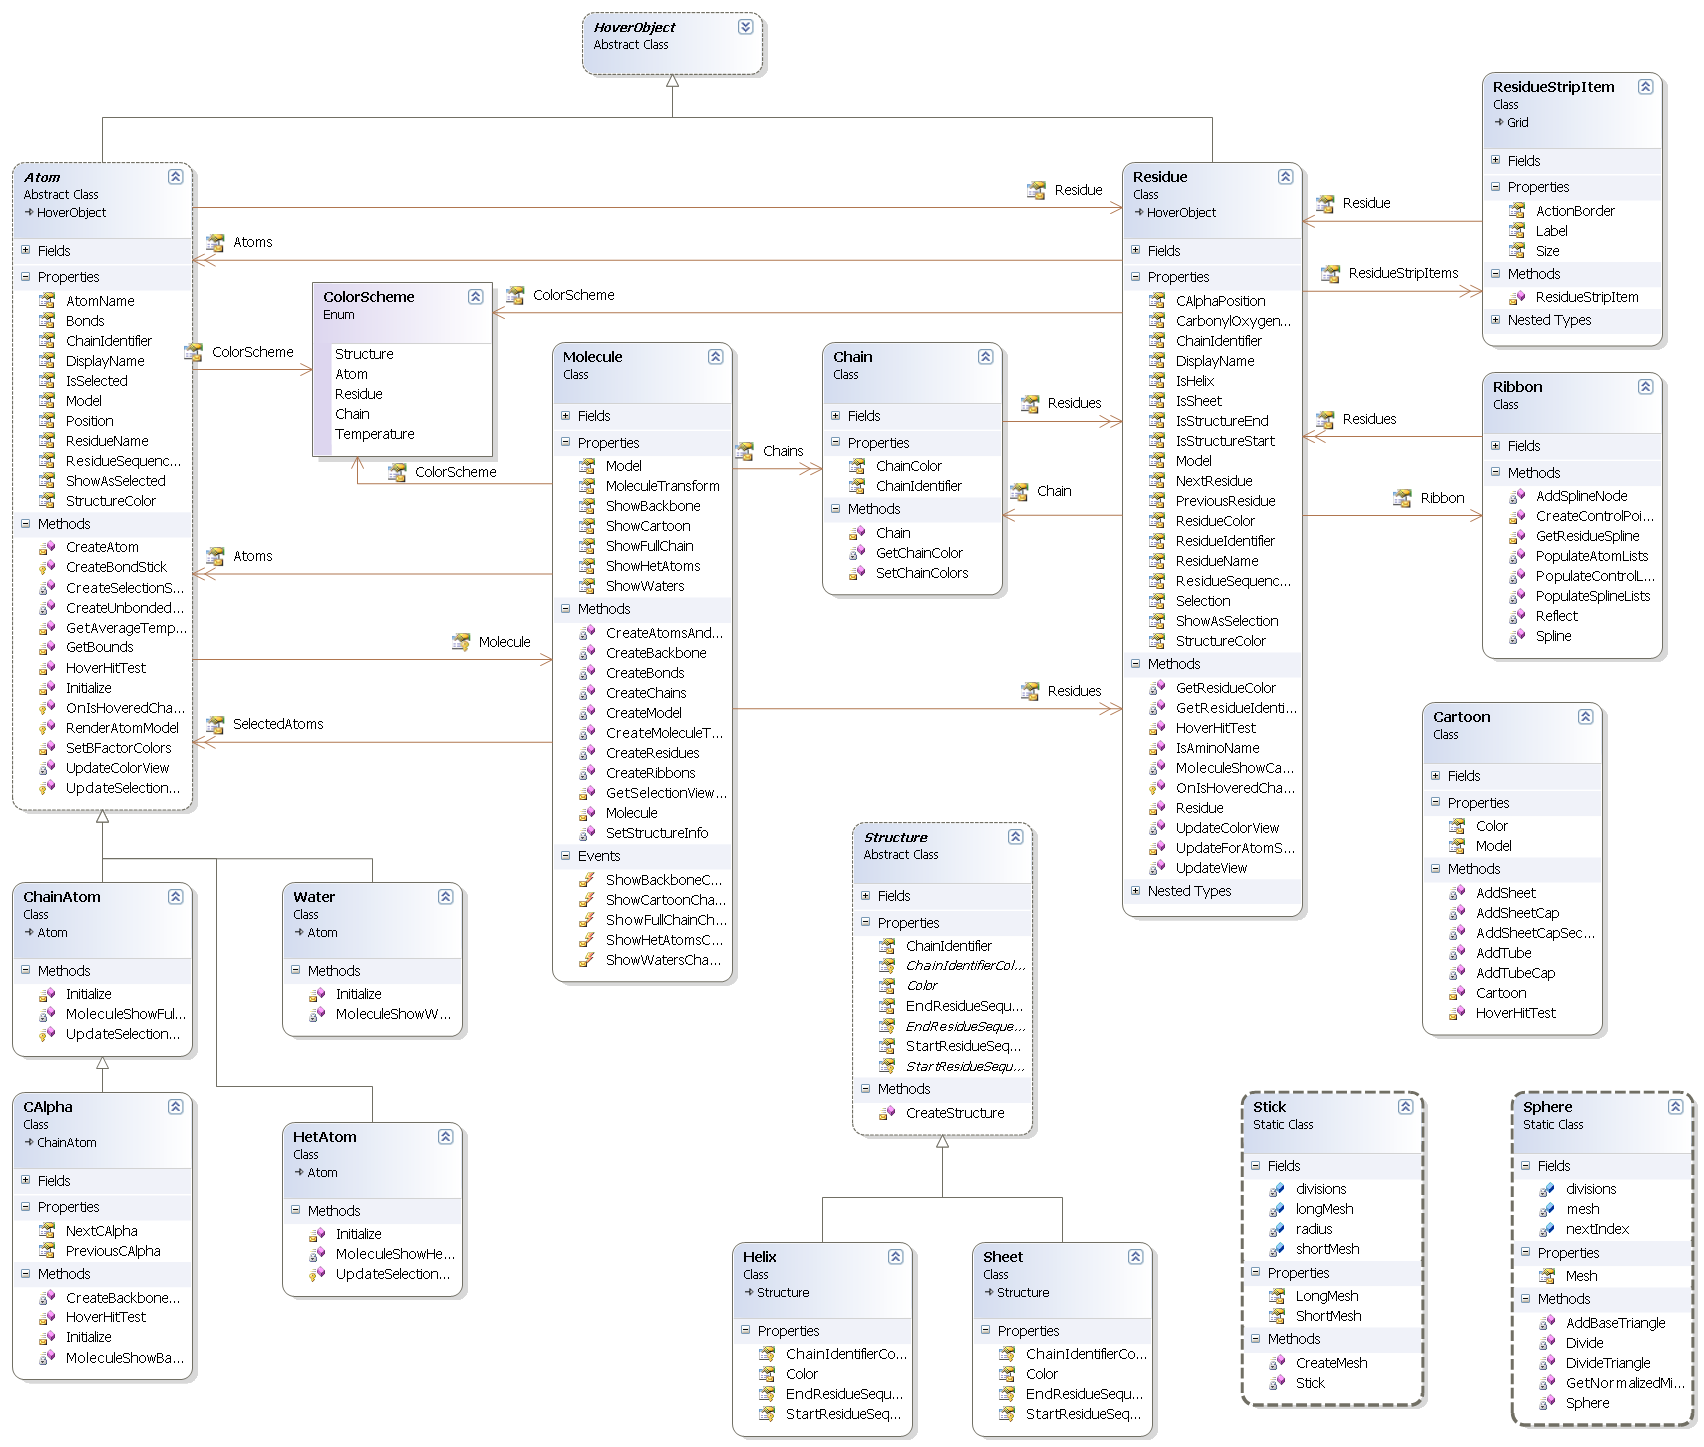 HoverObject
Abstract Class
ResidueStripItem
Class
Grid
Fields
Properties
ActionBorder
Label
Size
Methods
ResidueStripItem
Nested Types
Atom
Abstract Class
HoverObject
Fields
Properties
AtomName
Bonds
ChainIdentifier
DisplayName
IsSelected
Model
Position
ResidueName
ResidueSequenc...
ShowAsSelected
StructureColor
Methods
CreateAtom
CreateBondStick
CreateSelectionS...
CreateUnbonded...
GetAverageTemp...
GetBounds
HoverHitTest
Initialize
OnIsHoveredCha...
RenderAtomModel
SetBFactorColors
UpdateColorView
UpdateSelection...
Residue
Atoms
ColorScheme
ColorScheme
ColorScheme
Atoms
Molecule
SelectedAtoms
ColorScheme
Enum
Structure
Atom
Residue
Chain
Temperature
Molecule
Class
Fields
Properties
Model
MoleculeTransform
ShowBackbone
ShowCartoon
ShowFullChain
ShowHetAtoms
ShowWaters
Methods
CreateAtomsAnd...
CreateBackbone
CreateBonds
CreateChains
CreateModel
CreateMoleculeT...
CreateResidues
CreateRibbons
GetSelectionView...
Molecule
SetStructureInfo
Events
ShowBackboneC...
ShowCartoonCha...
ShowFullChainCh...
ShowHetAtomsC...
ShowWatersCha...
Chains
Chain
Class
Fields
Properties
ChainColor
ChainIdentifier
Methods
Chain
GetChainColor
SetChainColors
Residues
Chain
Residues
Residue
Class
HoverObject
Fields
Properties
CAlphaPosition
CarbonylOxygen...
ChainIdentifier
DisplayName
IsHelix
IsSheet
IsStructureEnd
IsStructureStart
Model
NextResidue
PreviousResidue
ResidueColor
ResidueIdentifier
ResidueName
ResidueSequenc...
Selection
ShowAsSelection
StructureColor
Methods
GetResidueColor
GetResidueIdenti...
HoverHitTest
IsAminoName
MoleculeShowCa...
OnIsHoveredCha...
Residue
UpdateColorView
UpdateForAtomS...
UpdateView
Nested Types
Residue
ResidueStripItems
Residues
Ribbon
Ribbon
Class
Fields
Methods
AddSplineNode
CreateControlPoi...
GetResidueSpline
PopulateAtomLists
PopulateControlL...
PopulateSplineLists
Reflect
Spline
Cartoon
Class
Fields
Properties
Color
Model
Methods
AddSheet
AddSheetCap
AddSheetCapSec...
AddTube
AddTubeCap
Cartoon
HoverHitTest
ChainAtom
Class
Atom
Methods
Initialize
MoleculeShowFul...
UpdateSelection...
Water
Class
Atom
Methods
Initialize
MoleculeShowW...
CAlpha
Class
ChainAtom
Fields
Properties
NextCAlpha
PreviousCAlpha
Methods
CreateBackbone...
HoverHitTest
Initialize
MoleculeShowBa...
HetAtom
Class
Atom
Methods
Initialize
MoleculeShowHe...
UpdateSelection...
Structure
Abstract Class
Fields
Properties
ChainIdentifier
ChainIdentifierCol...
Color
EndResidueSequ...
EndResidueSeque...
StartResidueSeq...
StartResidueSequ...
Methods
CreateStructure
Helix
Class
Structure
Properties
ChainIdentifierCo...
Color
EndResidueSequ...
StartResidueSeq...
Sheet
Class
Structure
Properties
ChainIdentifierCo...
Color
EndResidueSequ...
StartResidueSeq...
Stick
Static Class
Fields
divisions
longMesh
radius
shortMesh
Properties
LongMesh
ShortMesh
Methods
CreateMesh
Stick
Sphere
Static Class
Fields
divisions
mesh
nextIndex
Properties
Mesh
Methods
AddBaseTriangle
Divide
DivideTriangle
GetNormalizedMi...
Sphere